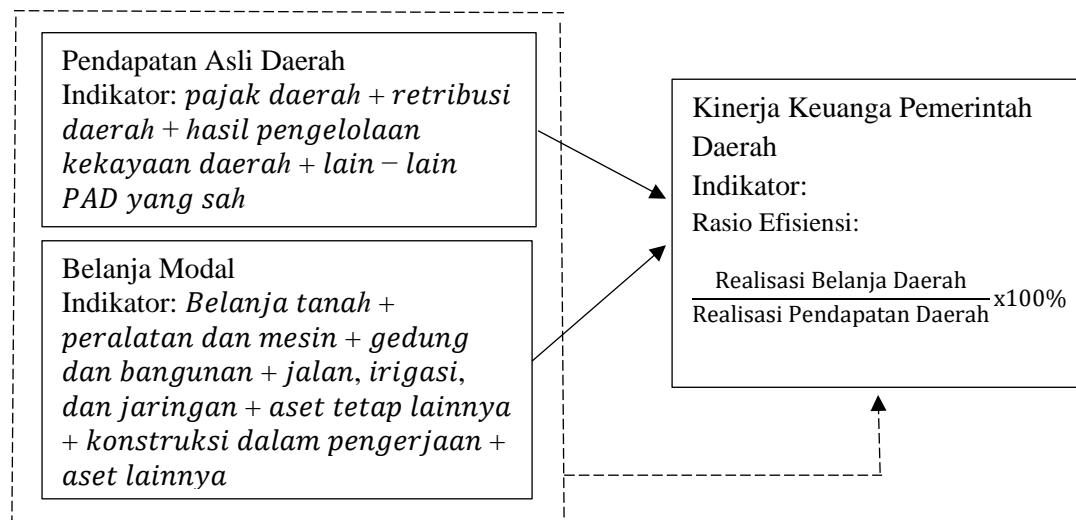 Pendapatan Asli Daerah
Indikator: pajak daerah + retribusi
daerah + hasil pengelolaan
kekayaan daerah + lain − lain
PAD yang sah
Belanja Modal
Indikator: Belanja tanah +
peralatan dan mesin + gedung
dan bangunan + jalan, irigasi,
dan jaringan + aset tetap lainnya
+ konstruksi dalam pengerjaan +
aset lainnya
Kinerja Keuanga Pemerintah
Daerah
Indikator:
Rasio Efisiensi:
Realisasi Belanja Daerah
Realisasi Pendapatan Daerah x100%